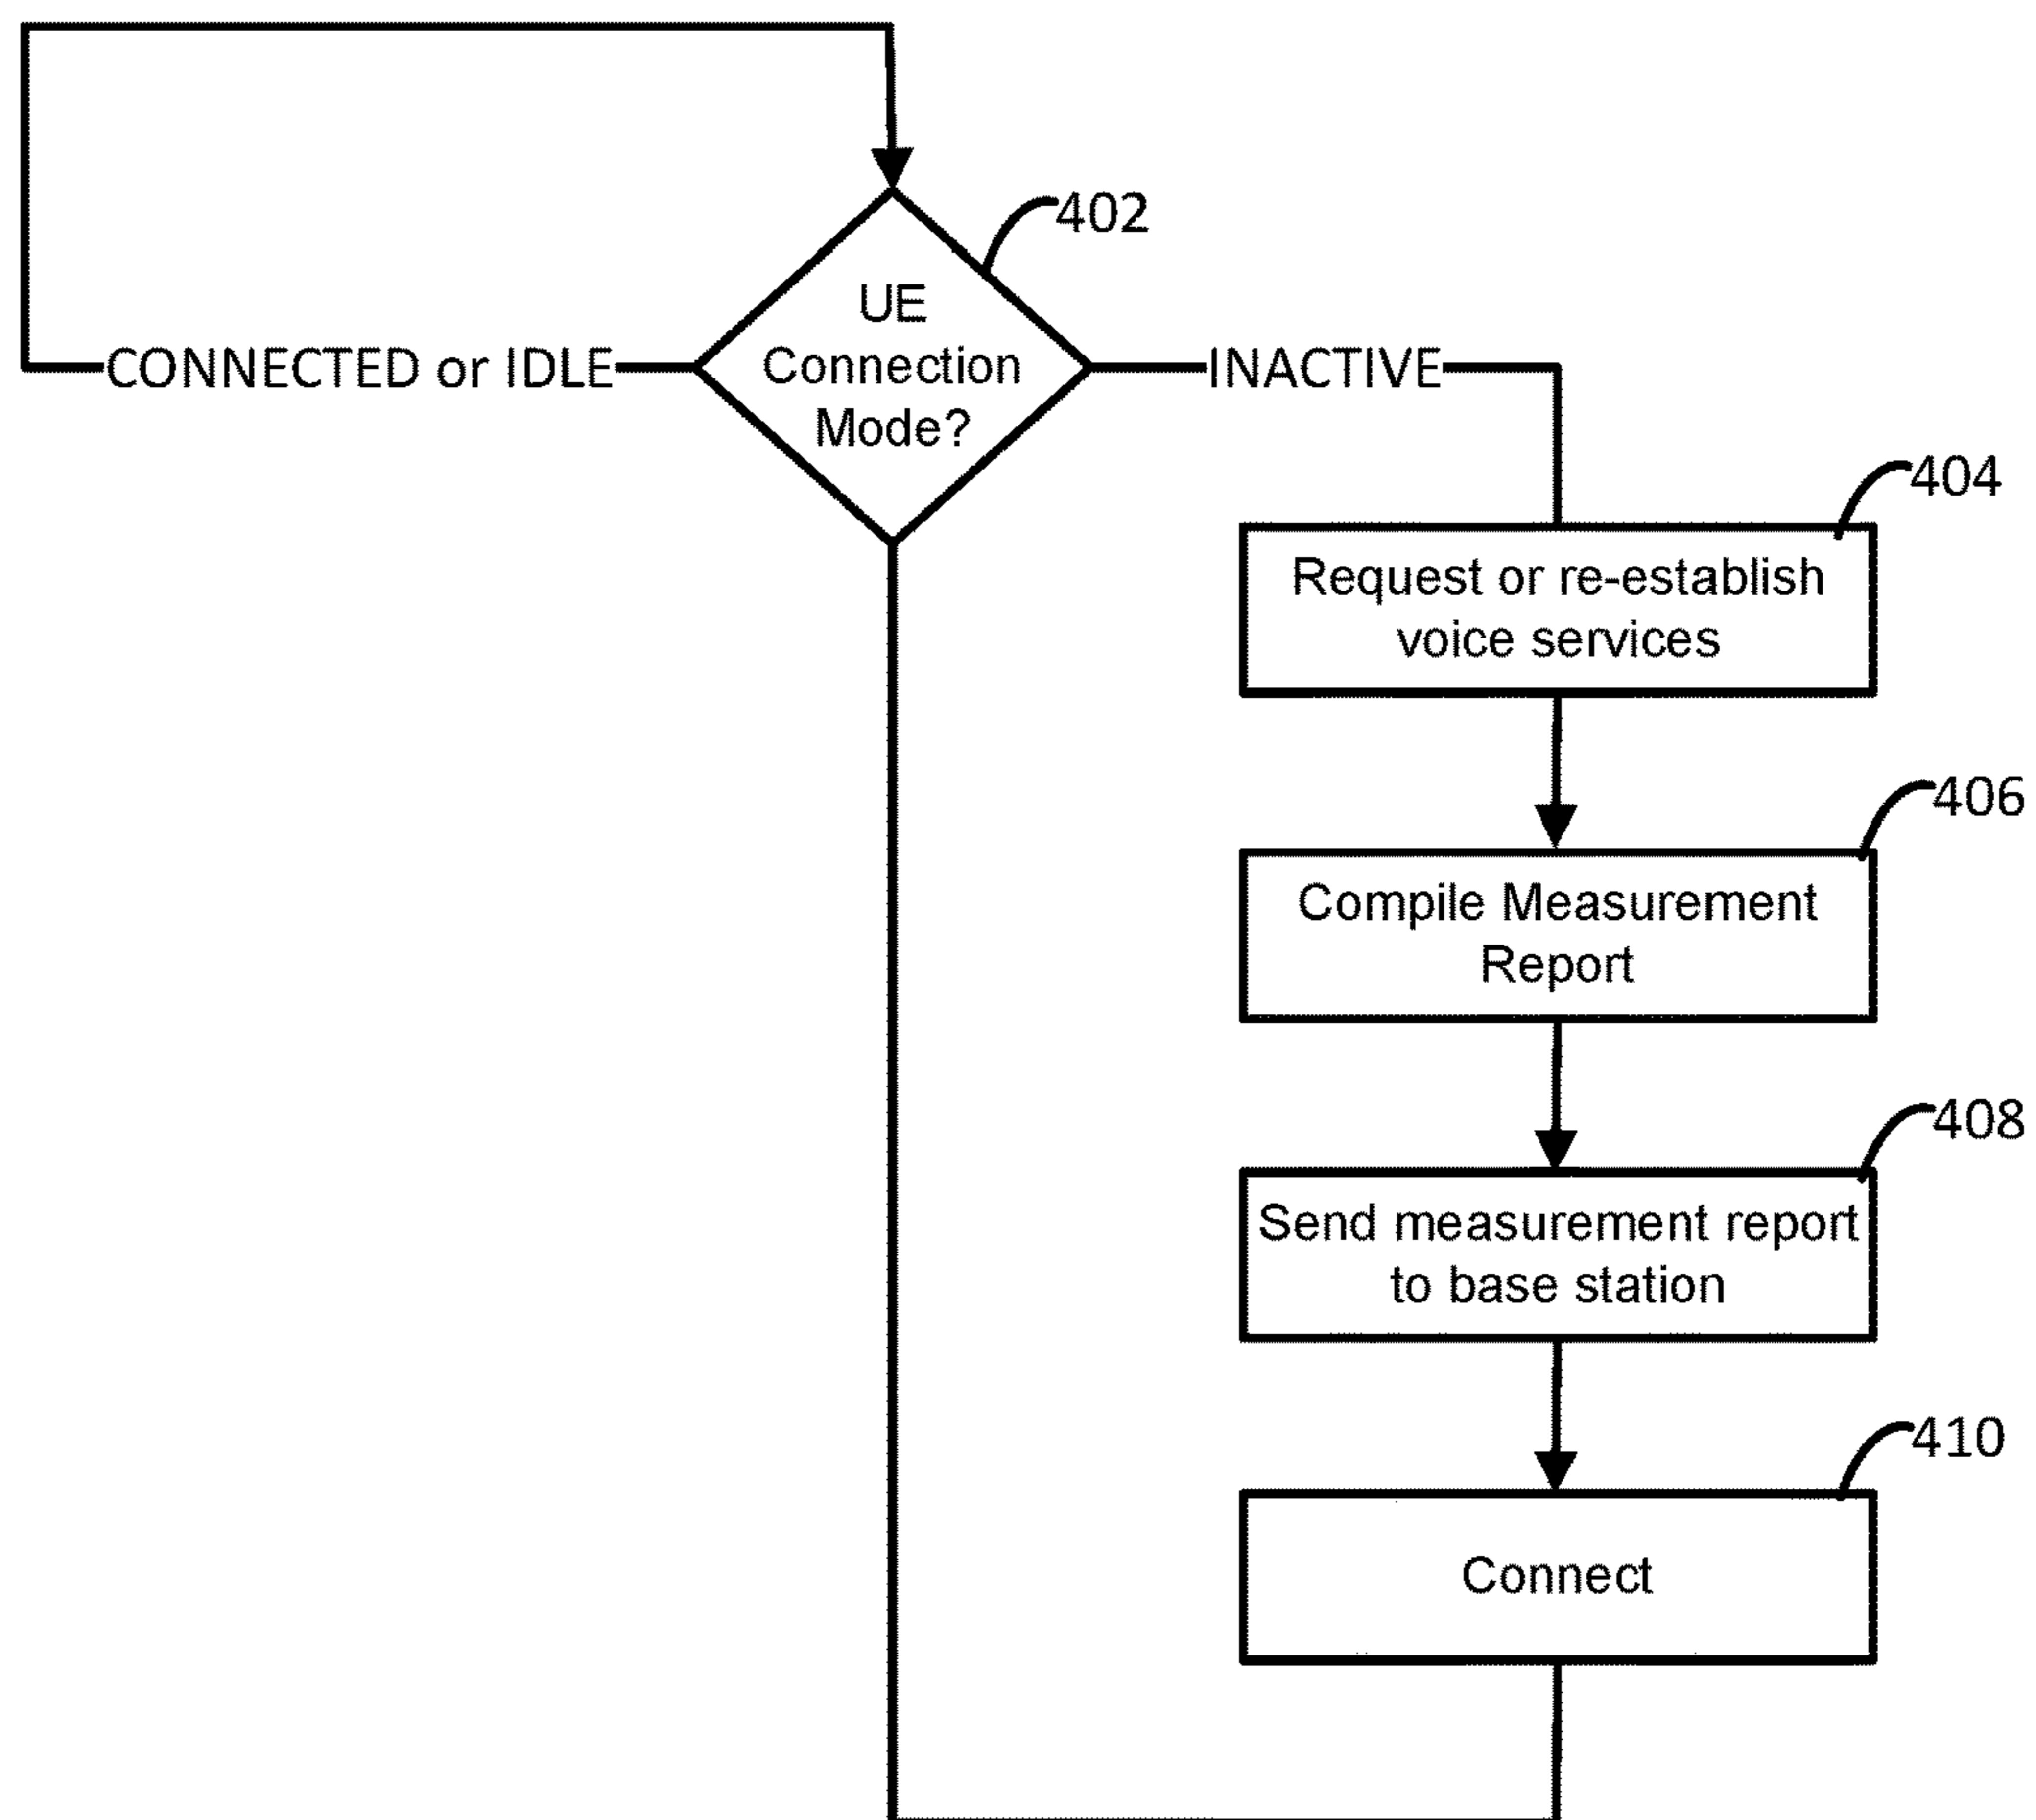 402
UE
Connection
Mode?
CONNECTED or IDLE
INACTIVE
404
Request or re-establish
voice services
406
Compile Measurement
Report
408
Send measurement report
to base station
410
Connect